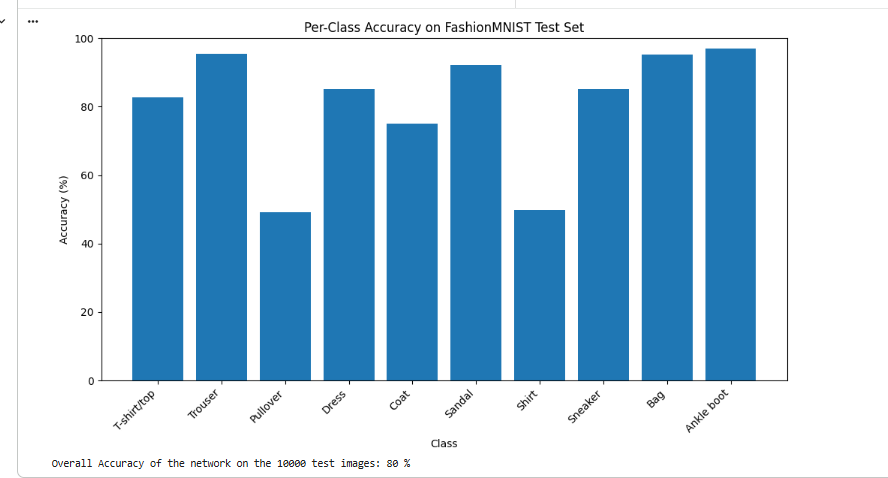 Per-Class Accuracy on FashionMNIST Test Set
100
80
60
40
20
0
Accuracy (%)
T-shirt/top
Trouser
Pullover
Dress
Coat
Sandal
Shirt
Sneaker
Bag
Ankle boot
Class
Overall Accuracy of the network on the 10000 test images: 80 %